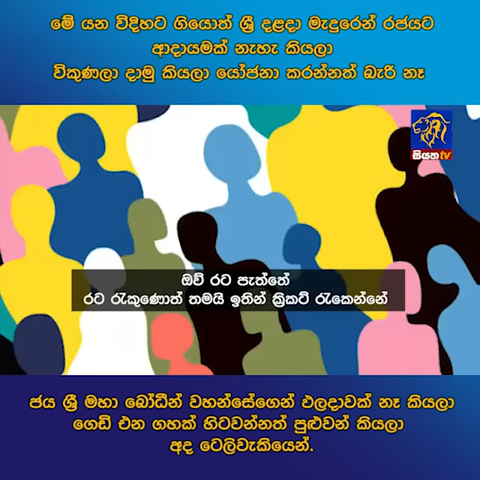 මේ යන විදිහට ගියොත් ශ්‍රී දළදා මැදුරෙන් රජයට
ආදායමක් නැහැ කියලා
විකුණලා දාමු කියලා යෝජනා කරන්නත් බැරි නෑ
සියත tv
ඔව් රට පැත්තේ
රට රැකුණොත් තමයි ඉතින් ක්‍රිකට් රැකෙන්නේ
ජය ශ්‍රී මහා බෝධීන් වහන්සේගෙන් ඵලදාවක් නෑ කියලා
ගෙඩි එන ගහක් හිටවන්නත් පුළුවන් කියලා
අද ටෙලිවැකියෙන්.